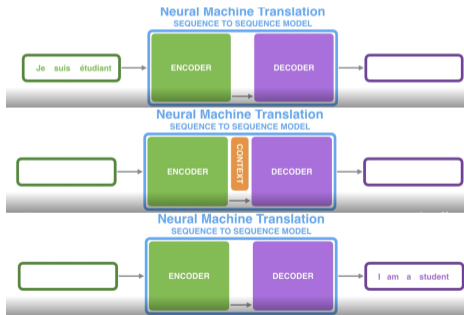 Neural Machine Translation
SEQUENCE TO SEQUENCE MODEL
Je suis étudiant
ENCODER
DECODER
Neural Machine Translation
SEQUENCE TO SEQUENCE MODEL
ENCODER
CONTEXT
DECODER
Neural Machine Translation
SEQUENCE TO SEQUENCE MODEL
ENCODER
DECODER
I am a student